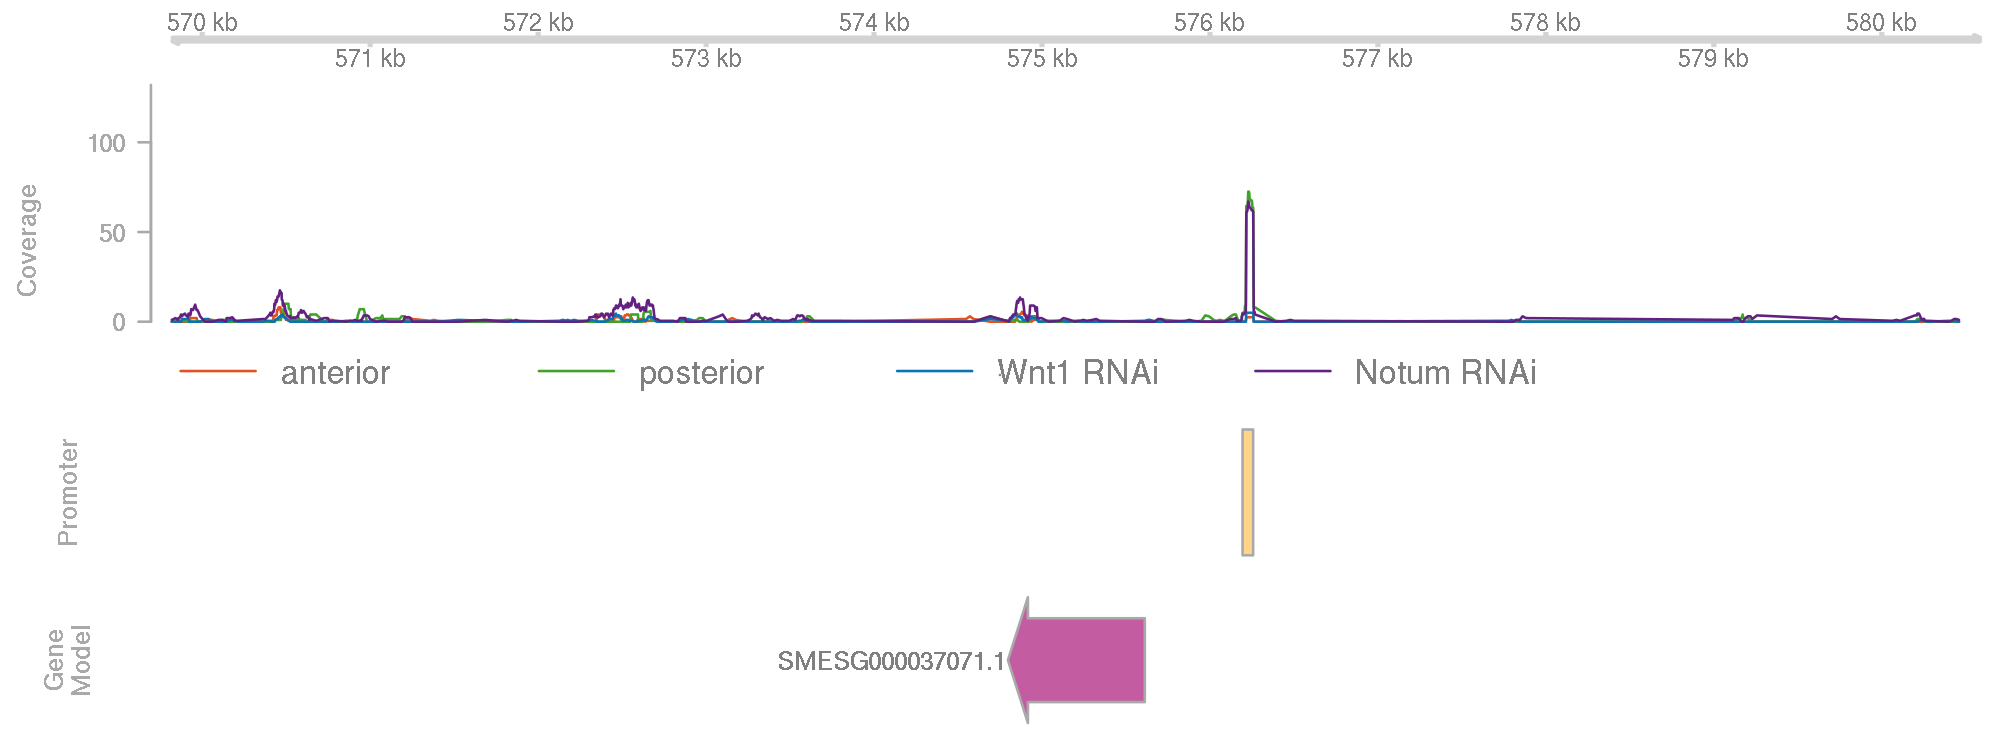 570 kb 572 kb 574 kb 576 kb 578 kb 580 kb
571 kb 573 kb 575 kb 577 kb 579 kb
Coverage
100
50
0
anterior posterior Wnt1 RNAi Notum RNAi
Promoter
Gene
Model
SMESG000037071.1